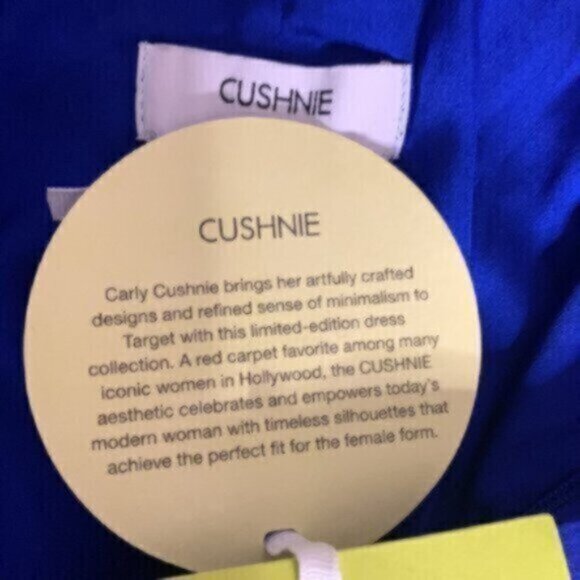 CUSHNIE
CUSHNIE
Carly Cushnie brings her artfully crafted
designs and refined sense of minimalism to
Target with this limited-edition dress
collection. A red carpet favorite among many
iconic women in Hollywood, the CUSHNIE
aesthetic celebrates and empowers today's
modern woman with timeless silhouettes that
achieve the perfect fit for the female form.